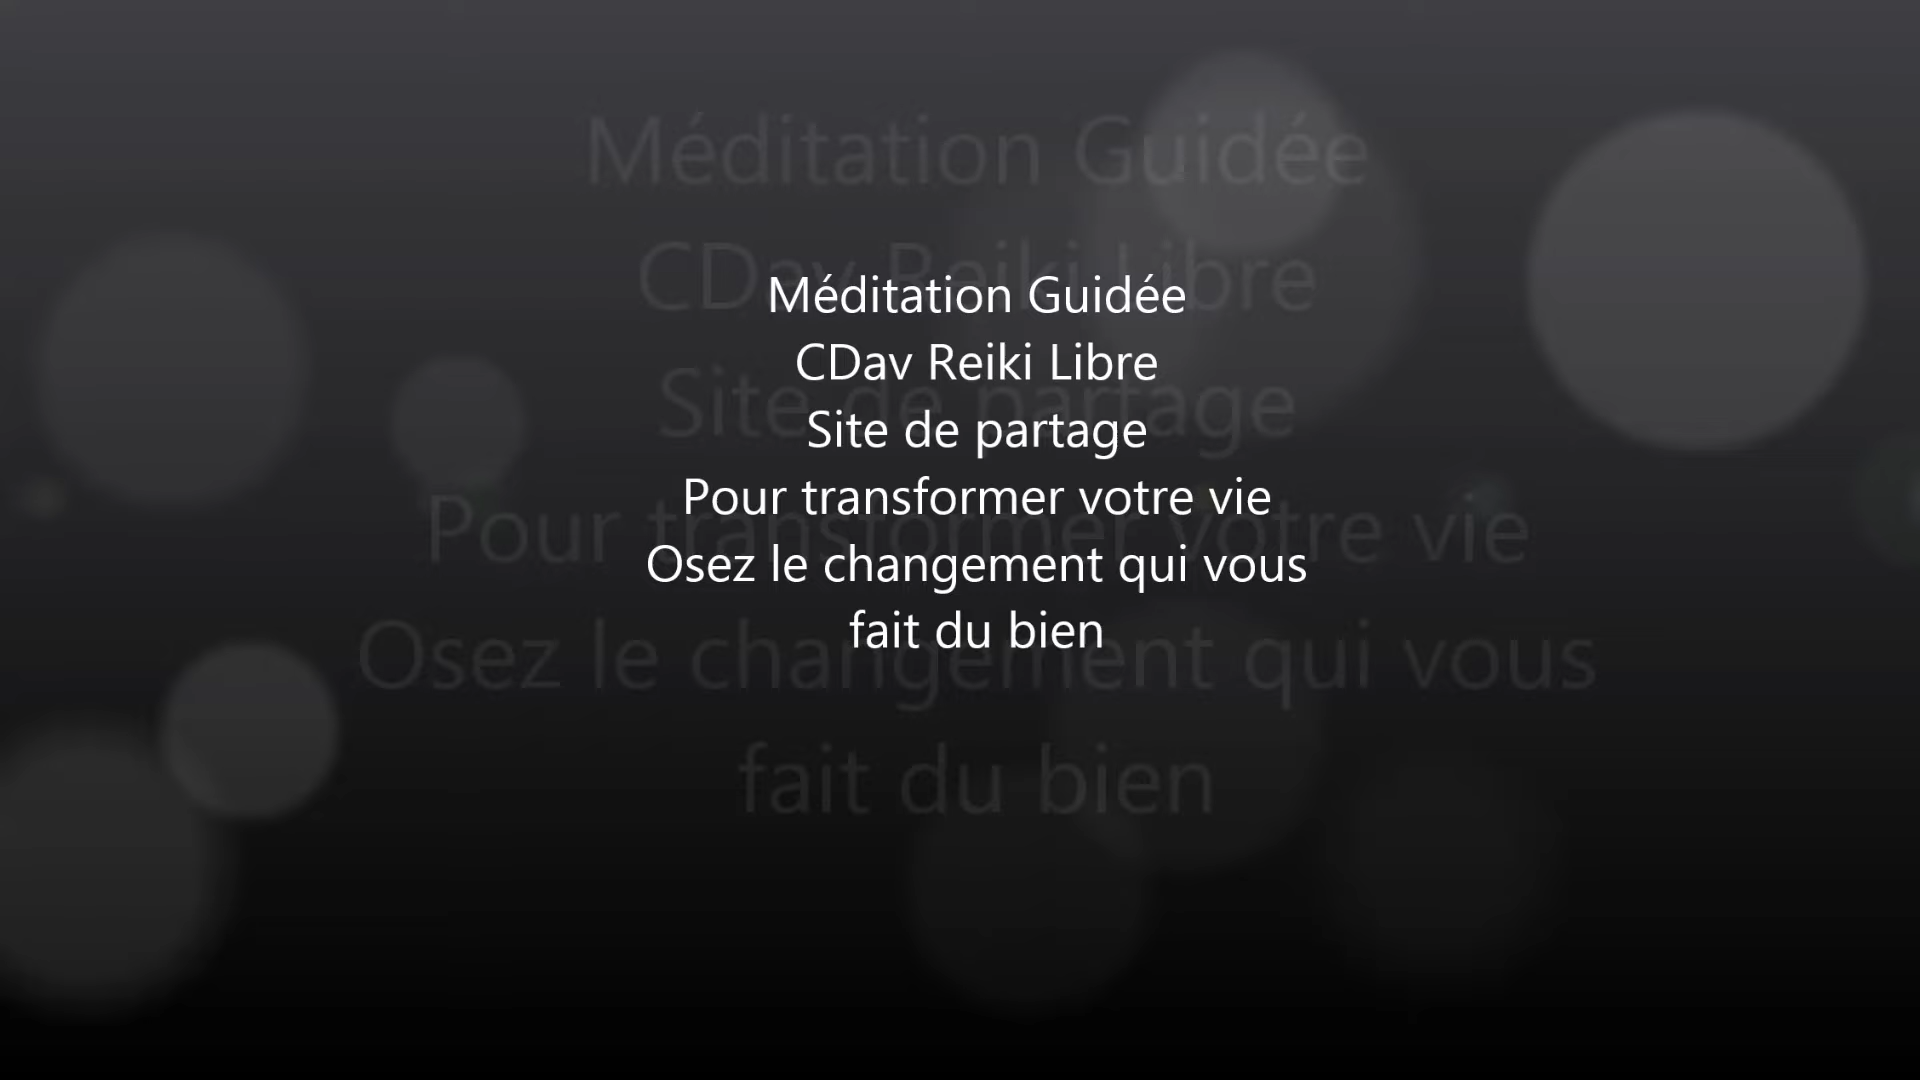 Méditation Guidée
CDav Reiki Libre
Site de partage
Pour transformer votre vie
Osez le changement qui vous
fait du bien